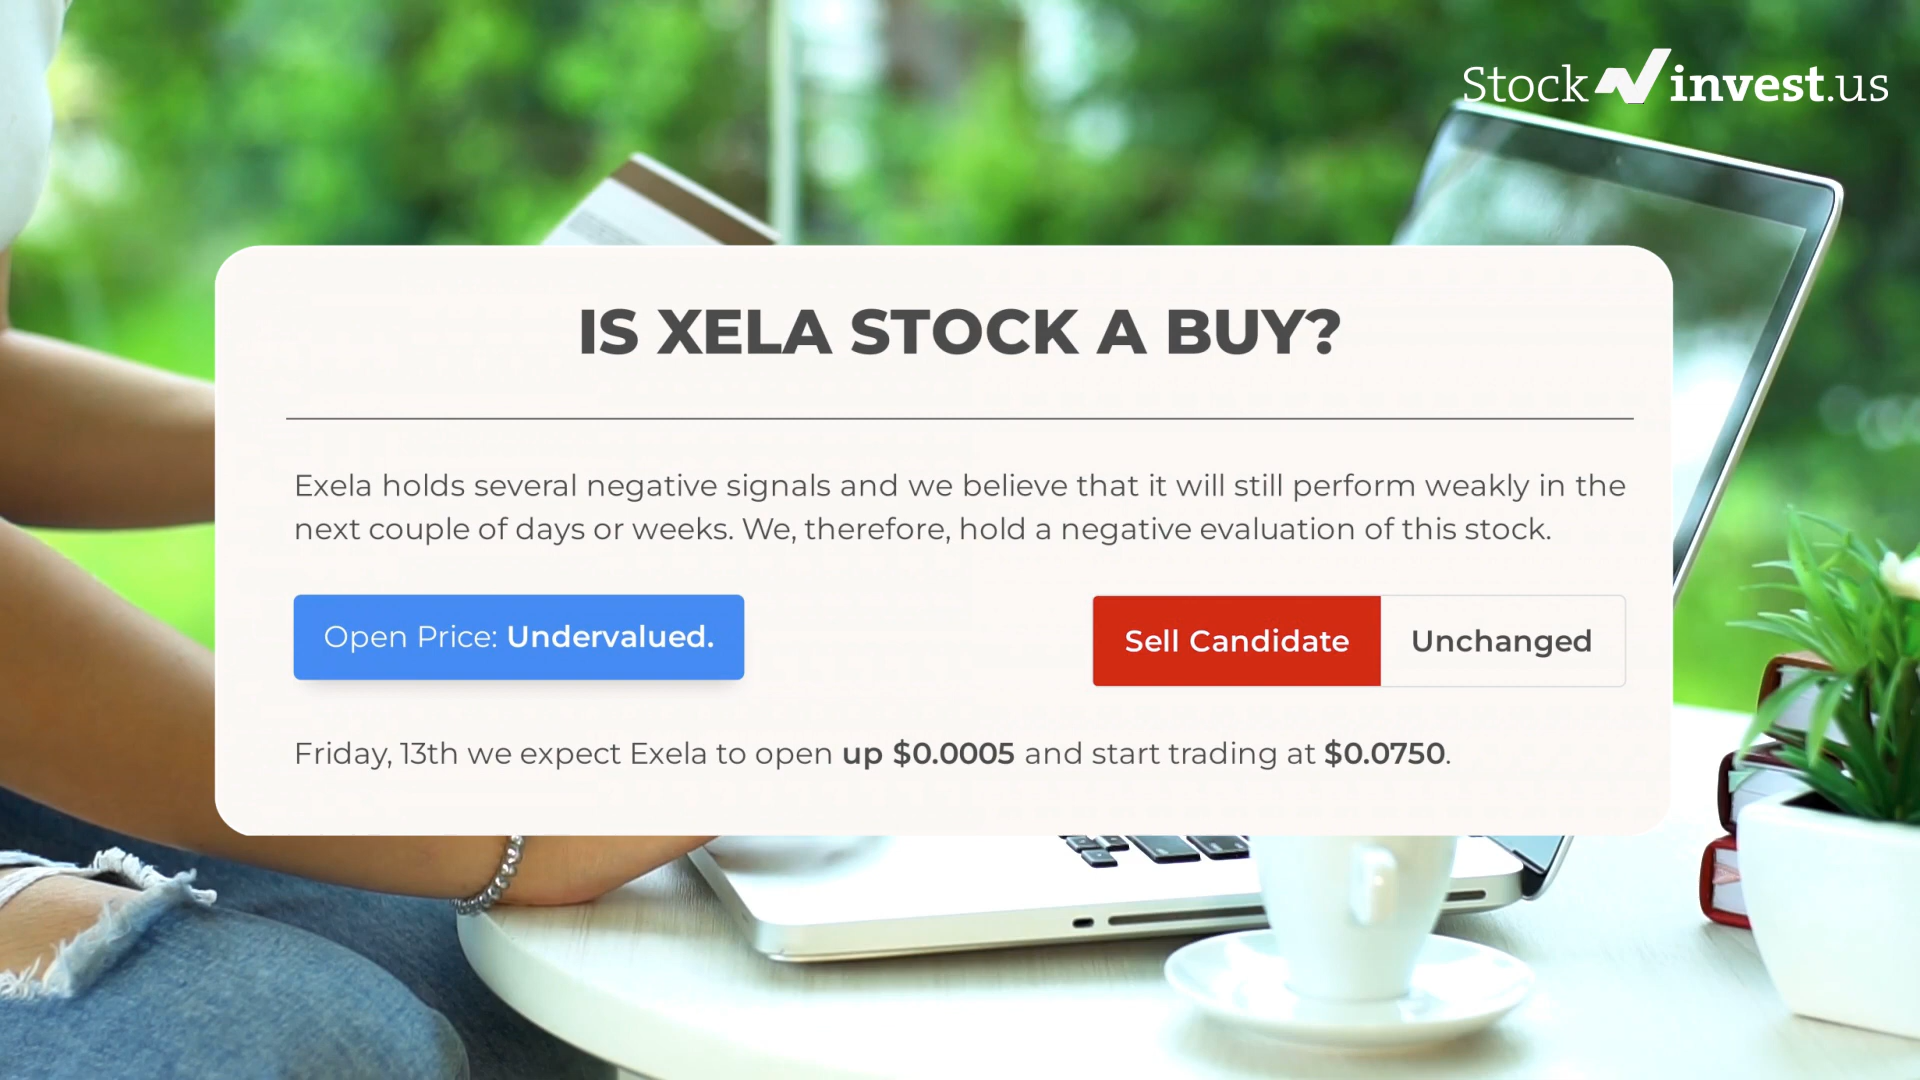 Stock invest.us
IS XELA STOCK A BUY?
Exela holds several negative signals and we believe that it will still perform weakly in the
next couple of days or weeks. We, therefore, hold a negative evaluation of this stock.
Open Price: Undervalued.
Sell Candidate Unchanged
Friday, 13th we expect Exela to open up $0.0005 and start trading at $0.0750.